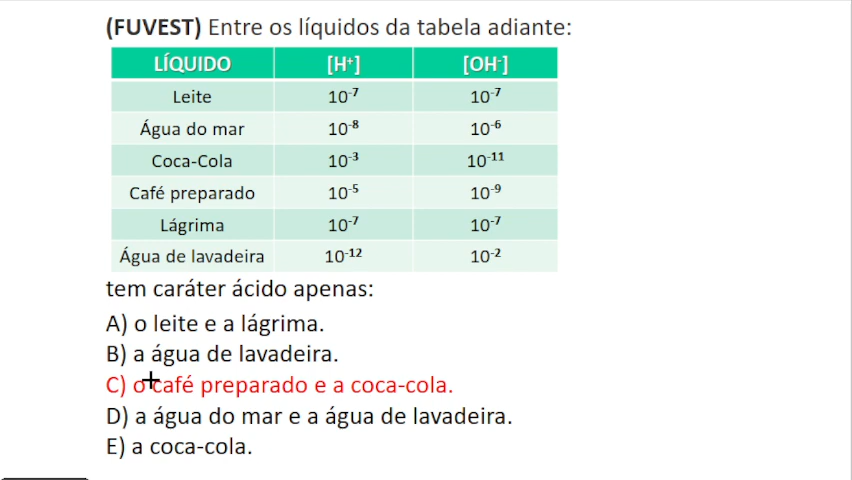 (FUVEST) Entre os líquidos da tabela adiante:
LÍQUIDO [H⁺] [OH⁻]
Leite 10⁻⁷ 10⁻⁷
Água do mar 10⁻⁸ 10⁻⁶
Coca-Cola 10⁻³ 10⁻¹¹
Café preparado 10⁻⁵ 10⁻⁹
Lágrima 10⁻⁷ 10⁻⁷
Água de lavadeira 10⁻¹² 10⁻²
tem caráter ácido apenas:
A) o leite e a lágrima.
B) a água de lavadeira.
C) o café preparado e a coca-cola.
D) a água do mar e a água de lavadeira.
E) a coca-cola.